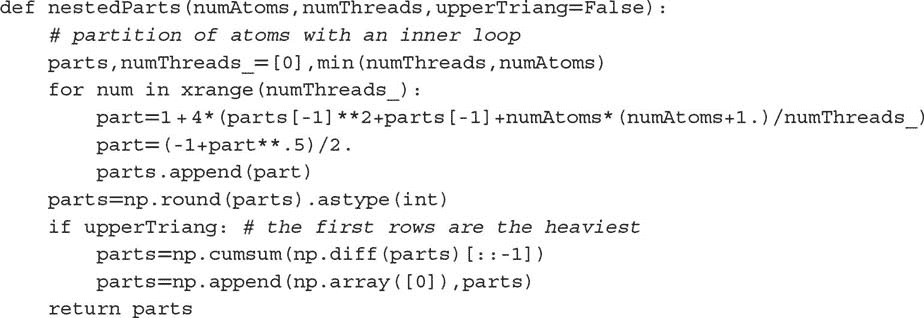 def nestedParts(numAtoms,numThreads,upperTriang=False):
    # partition of atoms with an inner loop
    parts,numThreads_=[0],min(numThreads,numAtoms)
    for num in xrange(numThreads_):
        part=1+4*(parts[-1]**2+parts[-1]+numAtoms*(numAtoms+1.)/numThreads_)
        part=(-1+part**.5)/2.
        parts.append(part)
    parts=np.round(parts).astype(int)
    if upperTriang: # the first rows are the heaviest
        parts=np.cumsum(np.diff(parts)[::-1])
        parts=np.append(np.array([0]),parts)
    return parts